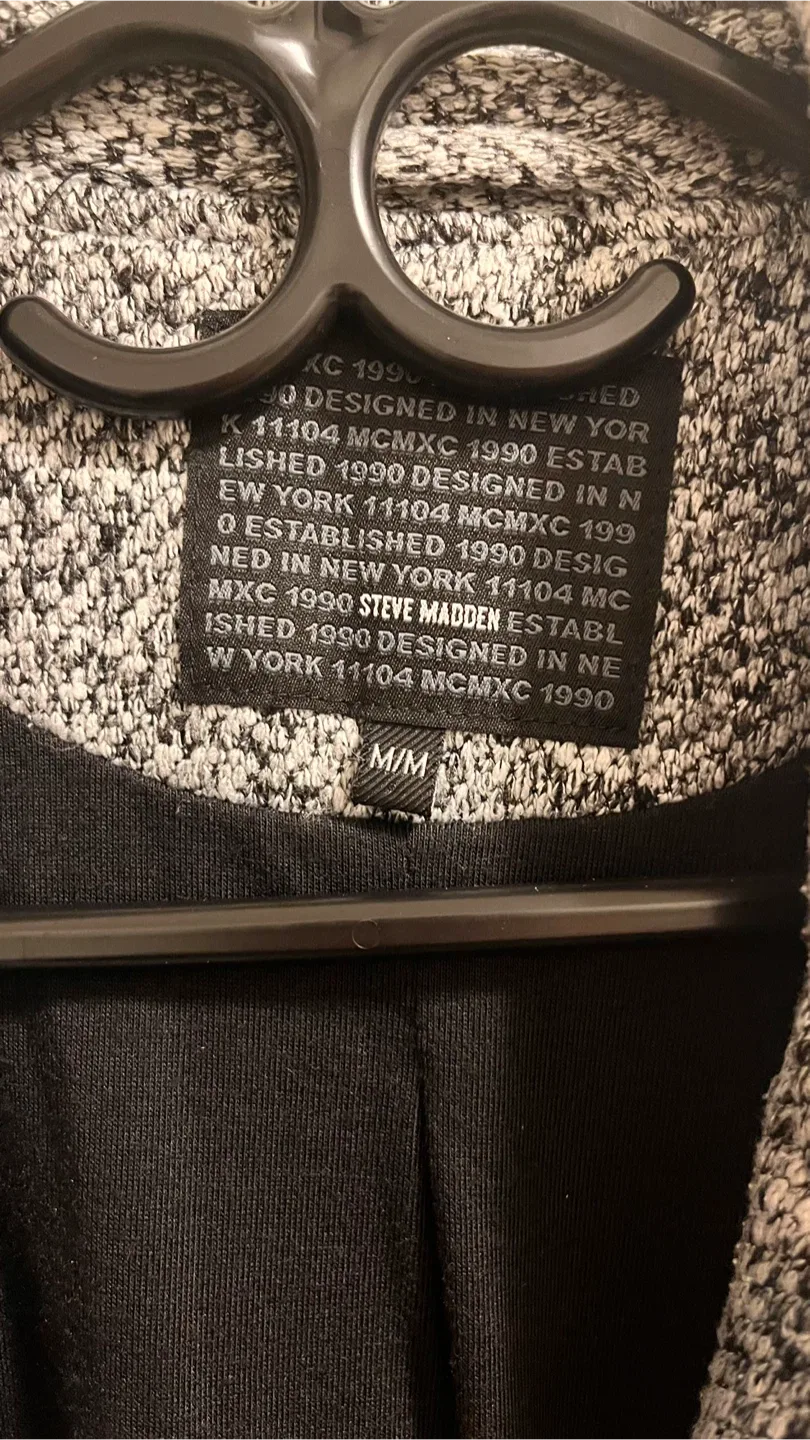 XC 1990 SHED
90 DESIGNED IN NEW YOR
K 11104 MCMXC 1990 ESTAB
LISHED 1990 DESIGNED IN N
EW YORK 11104 MCMXC 199
0 ESTABLISHED 1990 DESIG
NED IN NEW YORK 11104 MC
MXC 1990 STEVE MADDEN ESTABL
ISHED 1990 DESIGNED IN NE
W YORK 11104 MCMXC 1990
M/M